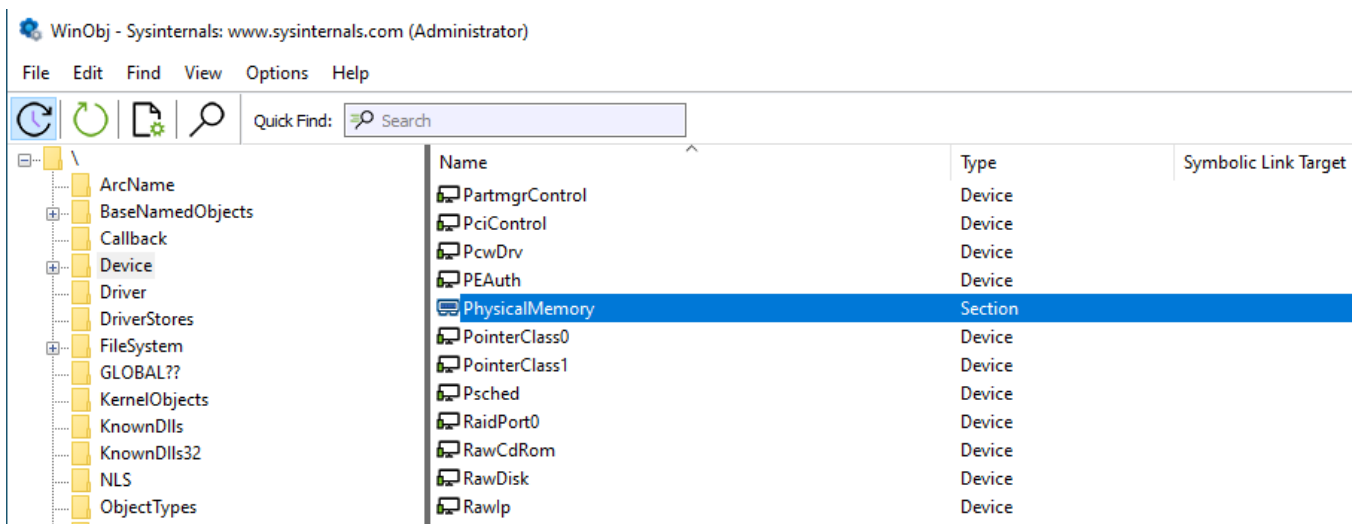 WinObj - Sysinternals: www.sysinternals.com (Administrator)
File Edit Find View Options Help
Quick Find: Search
\
ArcName
BaseNamedObjects
Callback
Device
Driver
DriverStores
FileSystem
GLOBAL??
KernelObjects
KnownDlls
KnownDlls32
NLS
ObjectTypes
Name Type Symbolic Link Target
PartmgrControl Device
PciControl Device
PcwDrv Device
PEAuth Device
PhysicalMemory Section
PointerClass0 Device
PointerClass1 Device
Psched Device
RaidPort0 Device
RawCdRom Device
RawDisk Device
RawIp Device